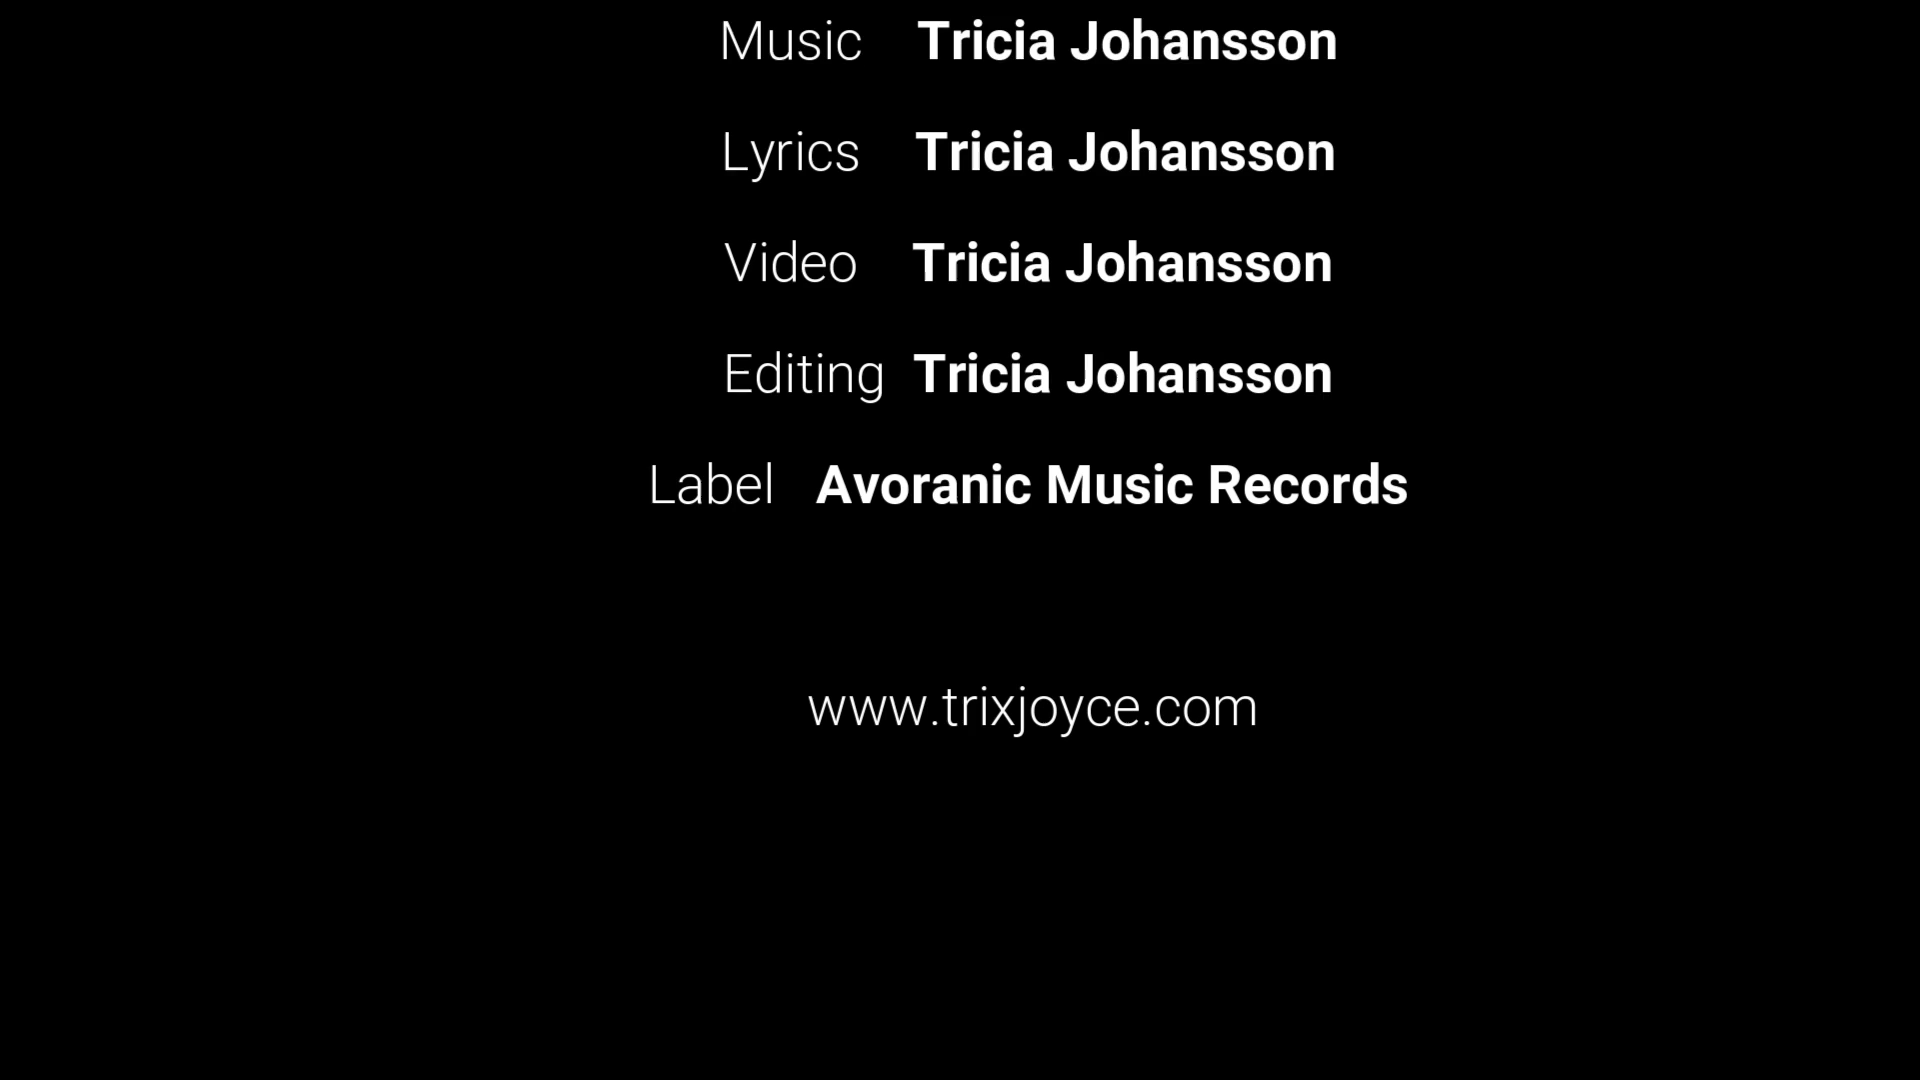 Music Tricia Johansson
Lyrics Tricia Johansson
Video Tricia Johansson
Editing Tricia Johansson
Label Avoranic Music Records
www.trixjoyce.com